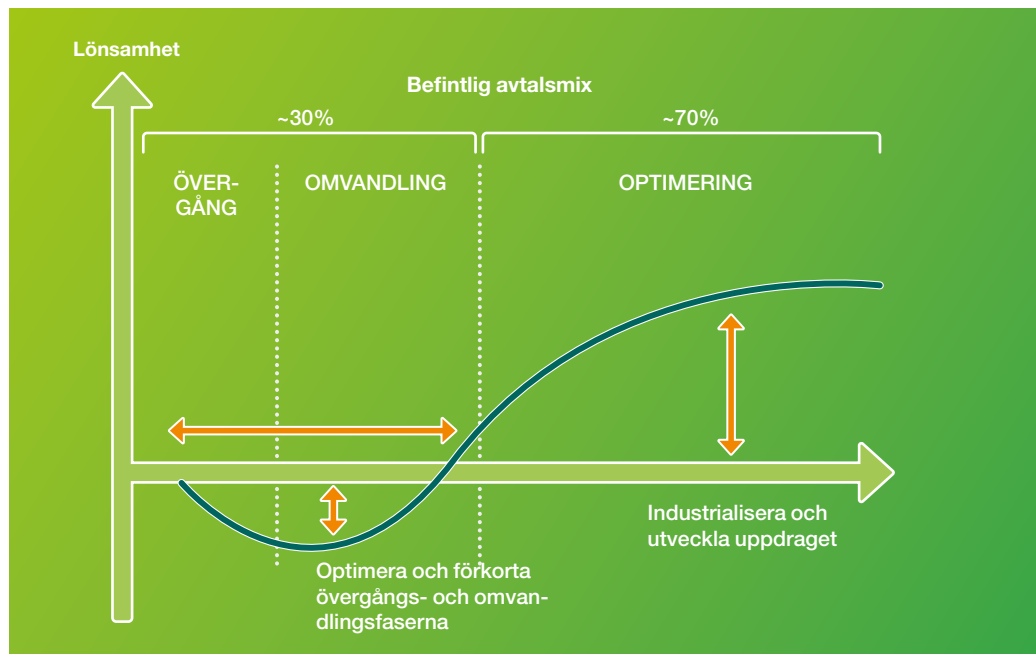 Lönsamhet
Befintlig avtalsmix
~30%
~70%
ÖVER-
GÅNG
OMVANDLING
OPTIMERING
Industrialisera och
utveckla uppdraget
Optimera och förkorta
övergångs- och omvan-
dlingsfaserna